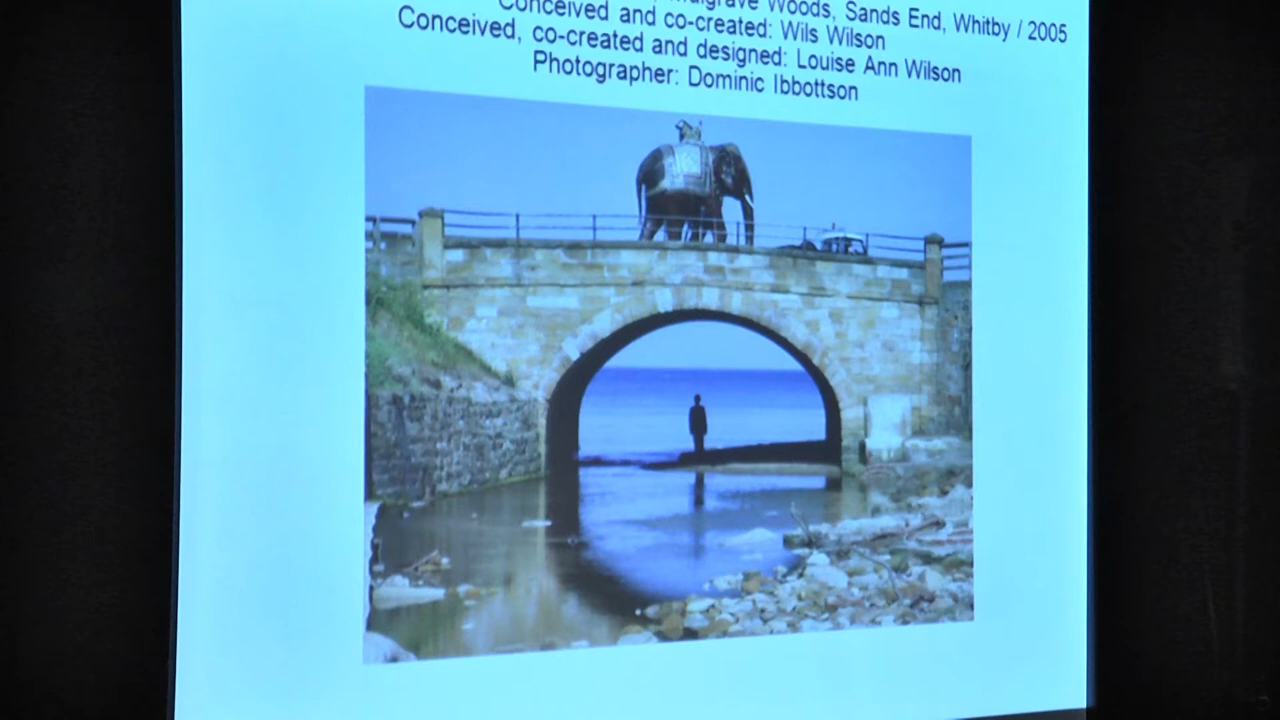 Woods, Sands End, Whitby / 2005
Conceived and co-created: Wils Wilson
Conceived, co-created and designed: Louise Ann Wilson
Photographer: Dominic Ibbottson